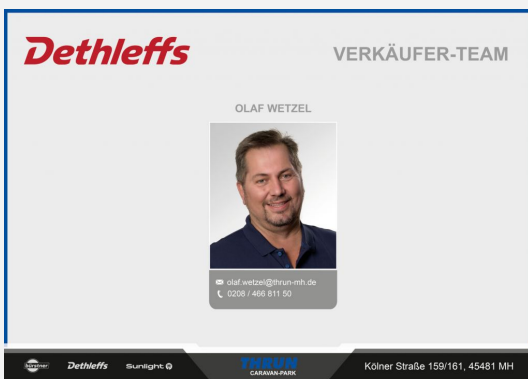 Dethleffs
VERKÄUFER-TEAM
OLAF WETZEL
olaf.wetzel@thrun-mh.de
0208 / 466 811 50
bürstner Dethleffs Sunlight THRUN Kölner Straße 159/161, 45481 MH
CARAVAN-PARK